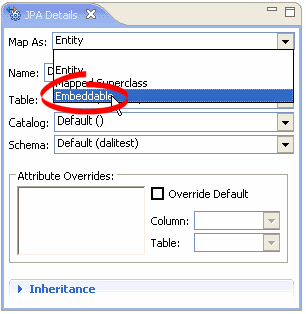 JPA Details
Map As: Entity
Entity
Name: D
Mapped Superclass
Embeddable
Table:
Catalog: Default ()
Schema: Default (dalitest)
Attribute Overrides:
Override Default
Column:
Table:
Inheritance